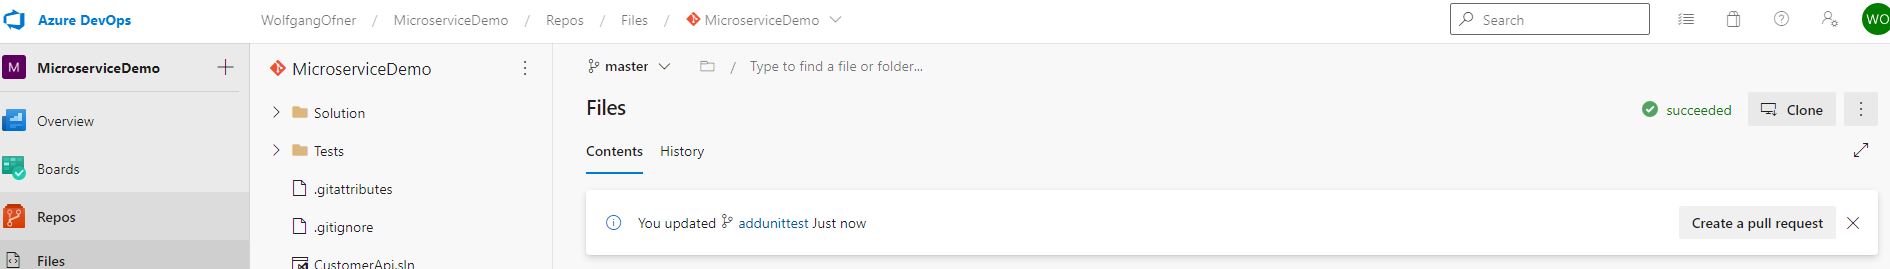 Azure DevOps
WolfgangOfner / MicroserviceDemo / Repos / Files / MicroserviceDemo
Search
WO
M MicroserviceDemo
Overview
Boards
Repos
Files
MicroserviceDemo
Solution
Tests
.gitattributes
.gitignore
CustomerApi.sln
master / Type to find a file or folder...
Files
succeeded
Clone
Contents History
You updated addunittest Just now
Create a pull request